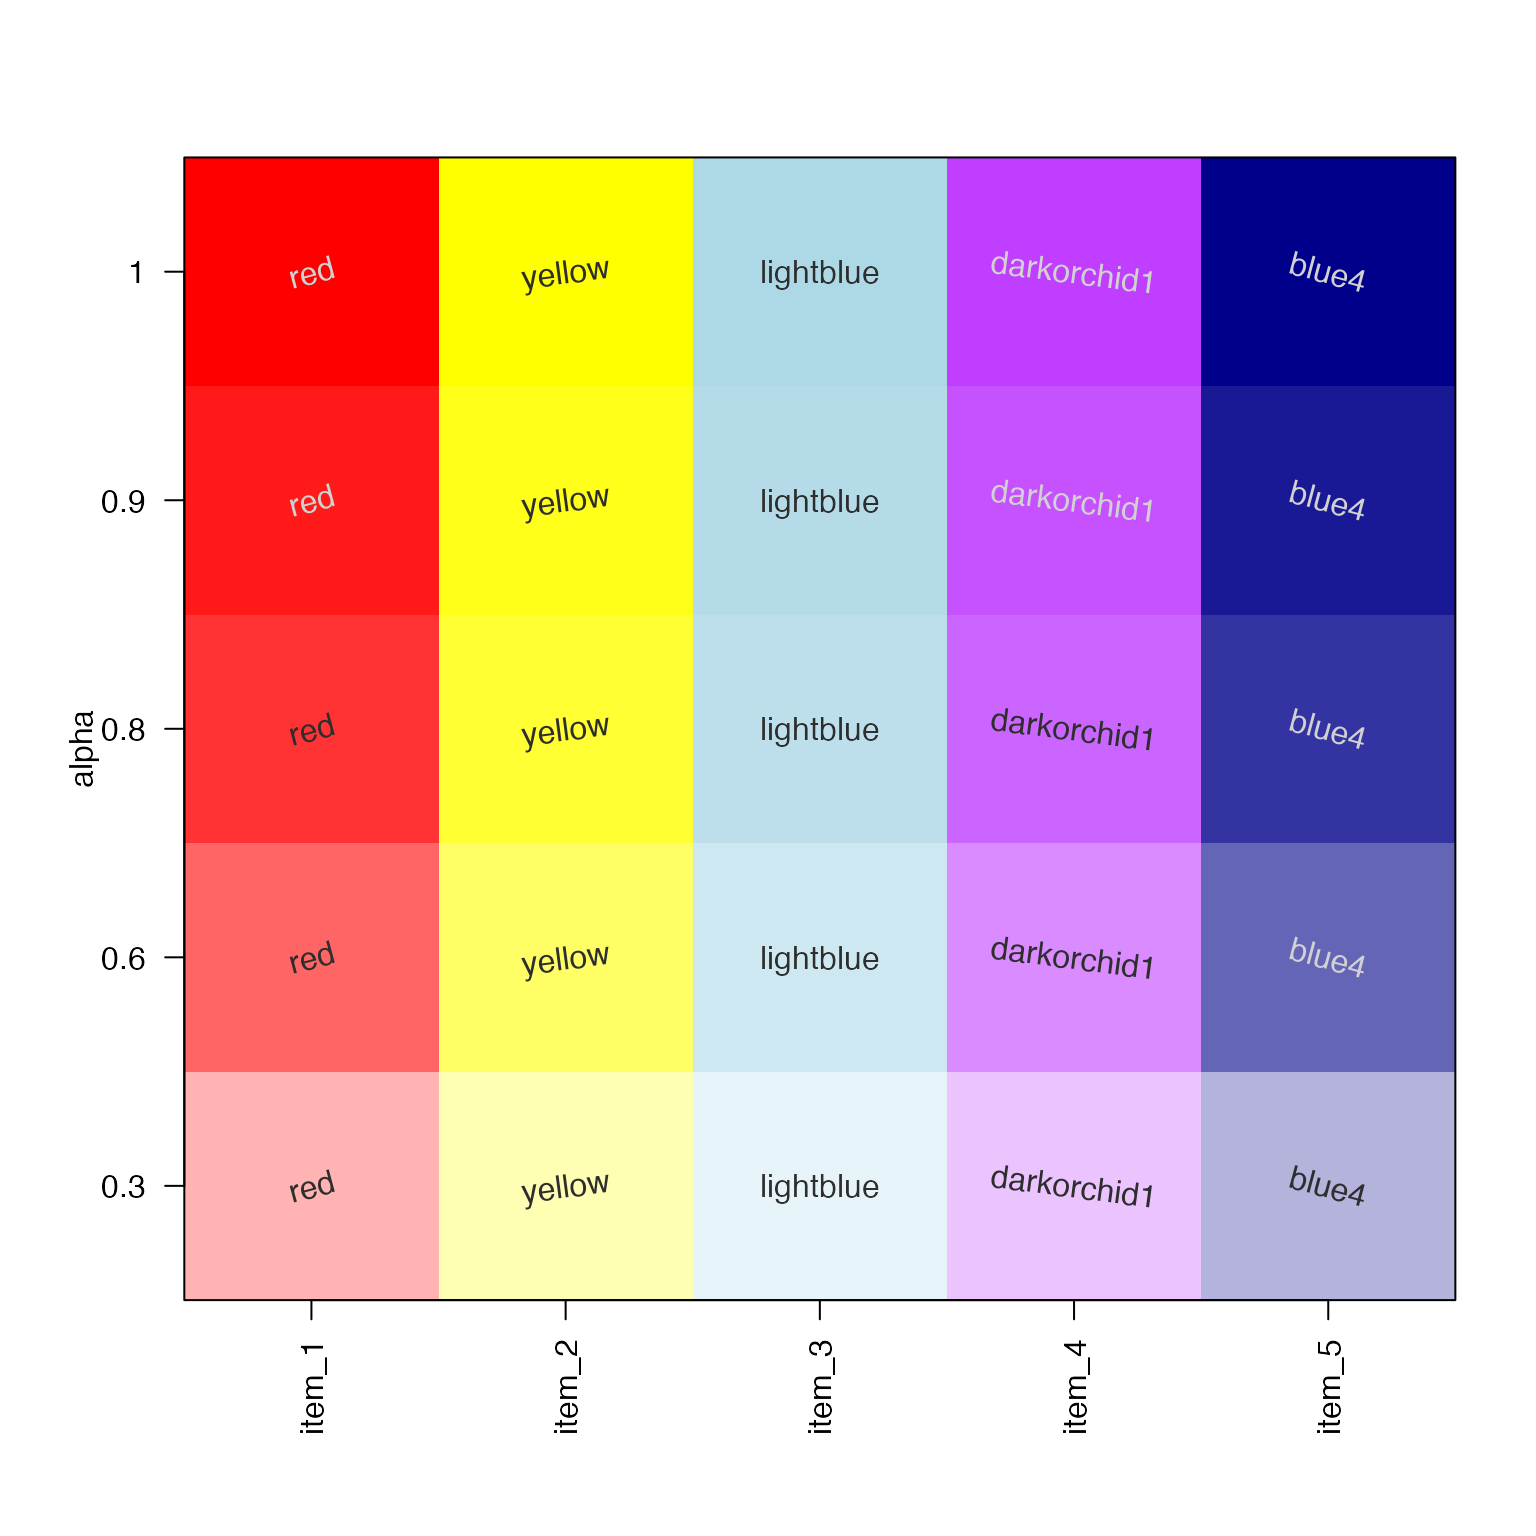 1 red yellow lightblue darkorchid1 blue4
0.9 red yellow lightblue darkorchid1 blue4
alpha
0.8 red yellow lightblue darkorchid1 blue4
0.6 red yellow lightblue darkorchid1 blue4
0.3 red yellow lightblue darkorchid1 blue4
item_1 item_2 item_3 item_4 item_5